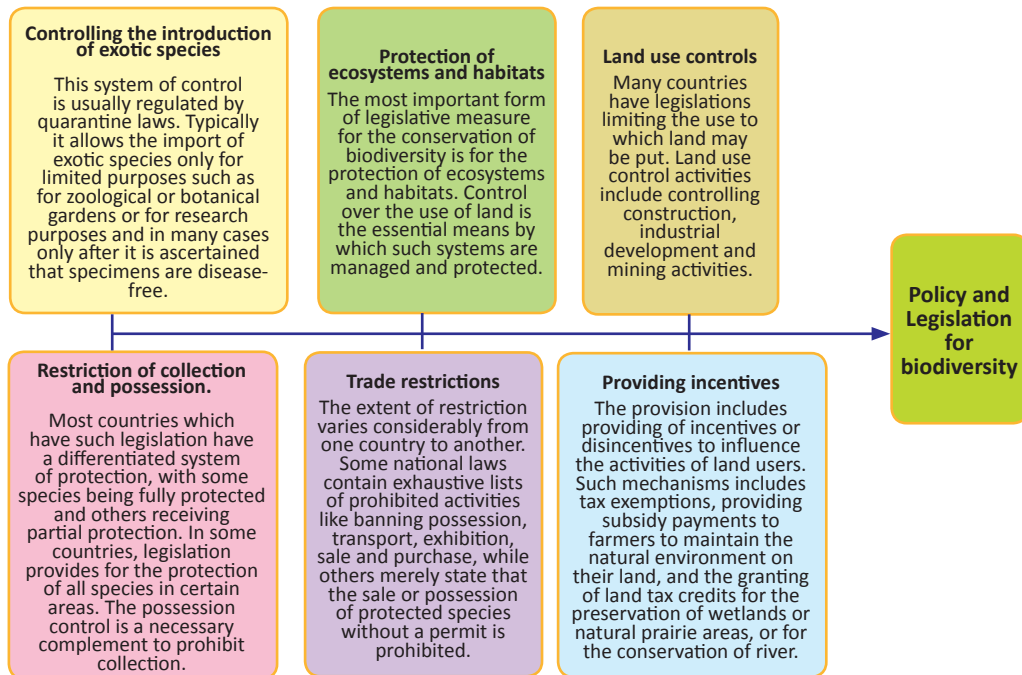 Controlling the introduction
of exotic species
This system of control
is usually regulated by
quarantine laws. Typically
it allows the import of
exotic species only for
limited purposes such as
for zoological or botanical
gardens or for research
purposes and in many cases
only after it is ascertained
that specimens are disease-
free.
Protection of
ecosystems and habitats
The most important form
of legislative measure
for the conservation of
biodiversity is for the
protection of ecosystems
and habitats. Control
over the use of land is
the essential means by
which such systems are
managed and protected.
Land use controls
Many countries
have legislations
limiting the use to
which land may
be put. Land use
control activities
include controlling
construction,
industrial
development and
mining activities.
Policy and
Legislation
for
biodiversity
Restriction of collection
and possession.
Most countries which
have such legislation have
a differentiated system
of protection, with some
species being fully protected
and others receiving
partial protection. In some
countries, legislation
provides for the protection
of all species in certain
areas. The possession
control is a necessary
complement to prohibit
collection.
Trade restrictions
The extent of restriction
varies considerably from
one country to another.
Some national laws
contain exhaustive lists
of prohibited activities
like banning possession,
transport, exhibition,
sale and purchase, while
others merely state that
the sale or possession
of protected species
without a permit is
prohibited.
Providing incentives
The provision includes
providing of incentives or
disincentives to influence
the activities of land users.
Such mechanisms includes
tax exemptions, providing
subsidy payments to
farmers to maintain the
natural environment on
their land, and the granting
of land tax credits for the
preservation of wetlands or
natural prairie areas, or for
the conservation of river.